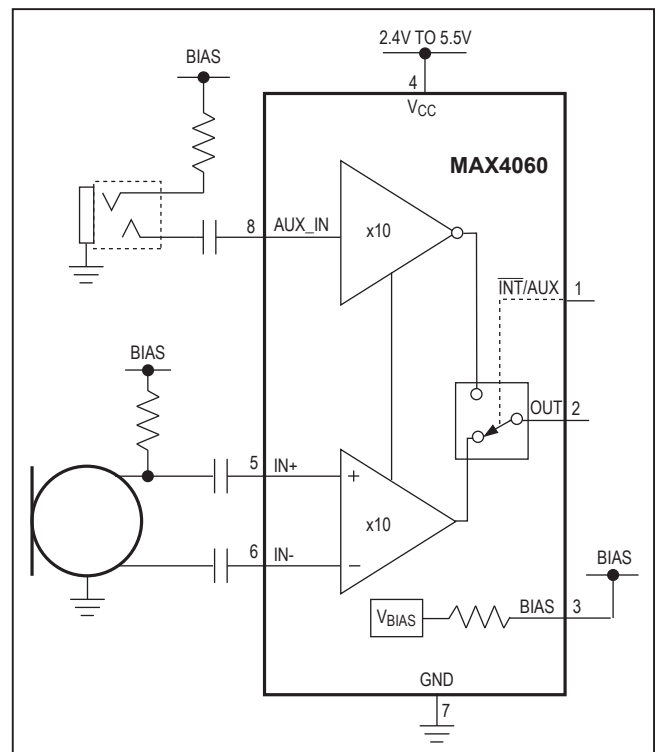 2.4V TO 5.5V
BIAS
4
VCC
MAX4060
8 AUX_IN
x10
INT/AUX 1
BIAS
OUT 2
5 IN+
+
x10
6 IN-
−
BIAS
VBIAS
BIAS 3
GND
7